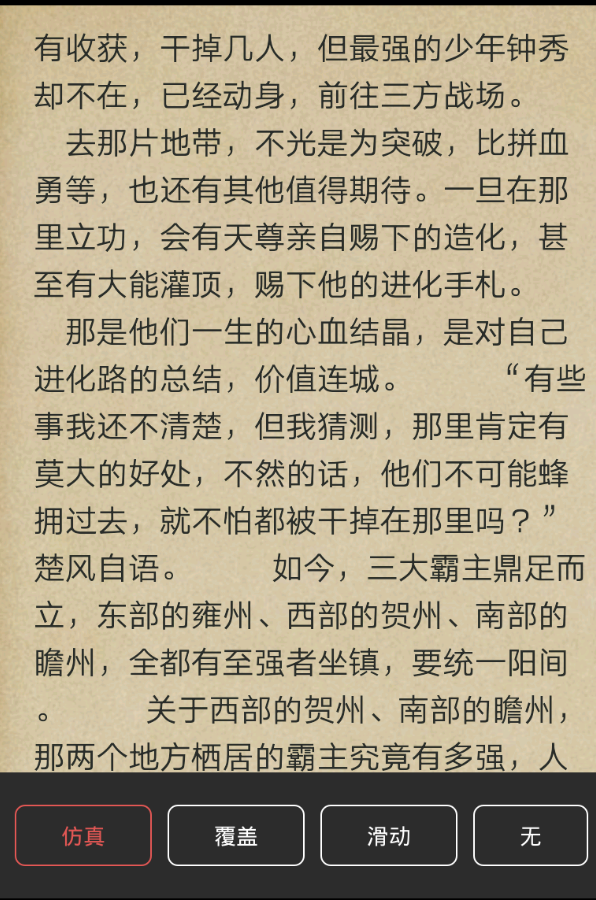 有收获，干掉几人，但最强的少年钟秀
却不在，已经动身，前往三方战场。
去那片地带，不光是为突破，比拼血
勇等，也还有其他值得期待。一旦在那
里立功，会有天尊亲自赐下的造化，甚
至有大能灌顶，赐下他的进化手札。
那是他们一生的心血结晶，是对自己
进化路的总结，价值连城。 “有些
事我还不清楚，但我猜测，那里肯定有
莫大的好处，不然的话，他们不可能蜂
拥过去，就不怕都被干掉在那里吗？”
楚风自语。 如今，三大霸主鼎足而
立，东部的雍州、西部的贺州、南部的
瞻州，全都有至强者坐镇，要统一阳间
。 关于西部的贺州、南部的瞻州，
那两个地方栖居的霸主究竟有多强，人
仿真 覆盖 滑动 无